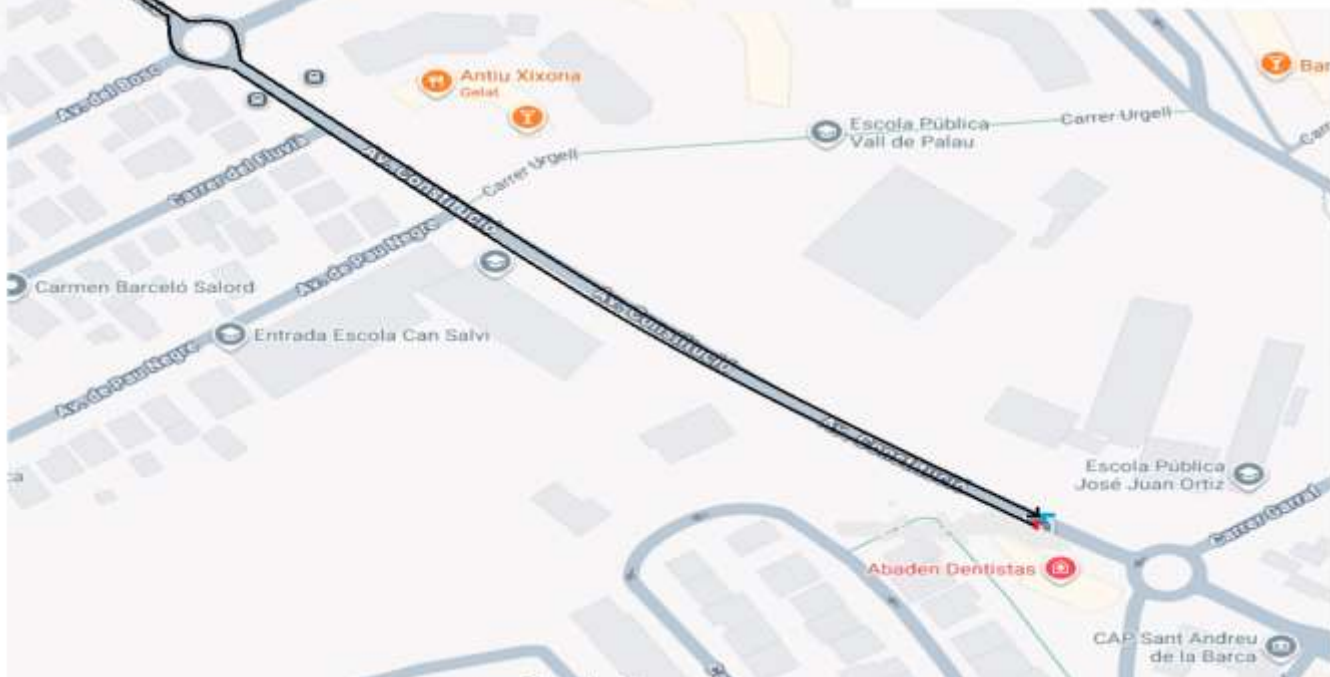 Av. del Bosc
Antiu Xixona
Gelat
Bar
Escola Pública
Vall de Palau
Carrer Urgell
Carrer del Fluvià
Carrer Urgell
Av. Constitució
Av. de Pau Negre
Carmen Barceló Salord
Entrada Escola Can Salvi
Av. Constitució
Av. de Pau Negre
Av. Constitució
Escola Pública
José Juan Ortiz
Carrer Garraf
Abaden Dentistas
CAP Sant Andreu
de la Barca